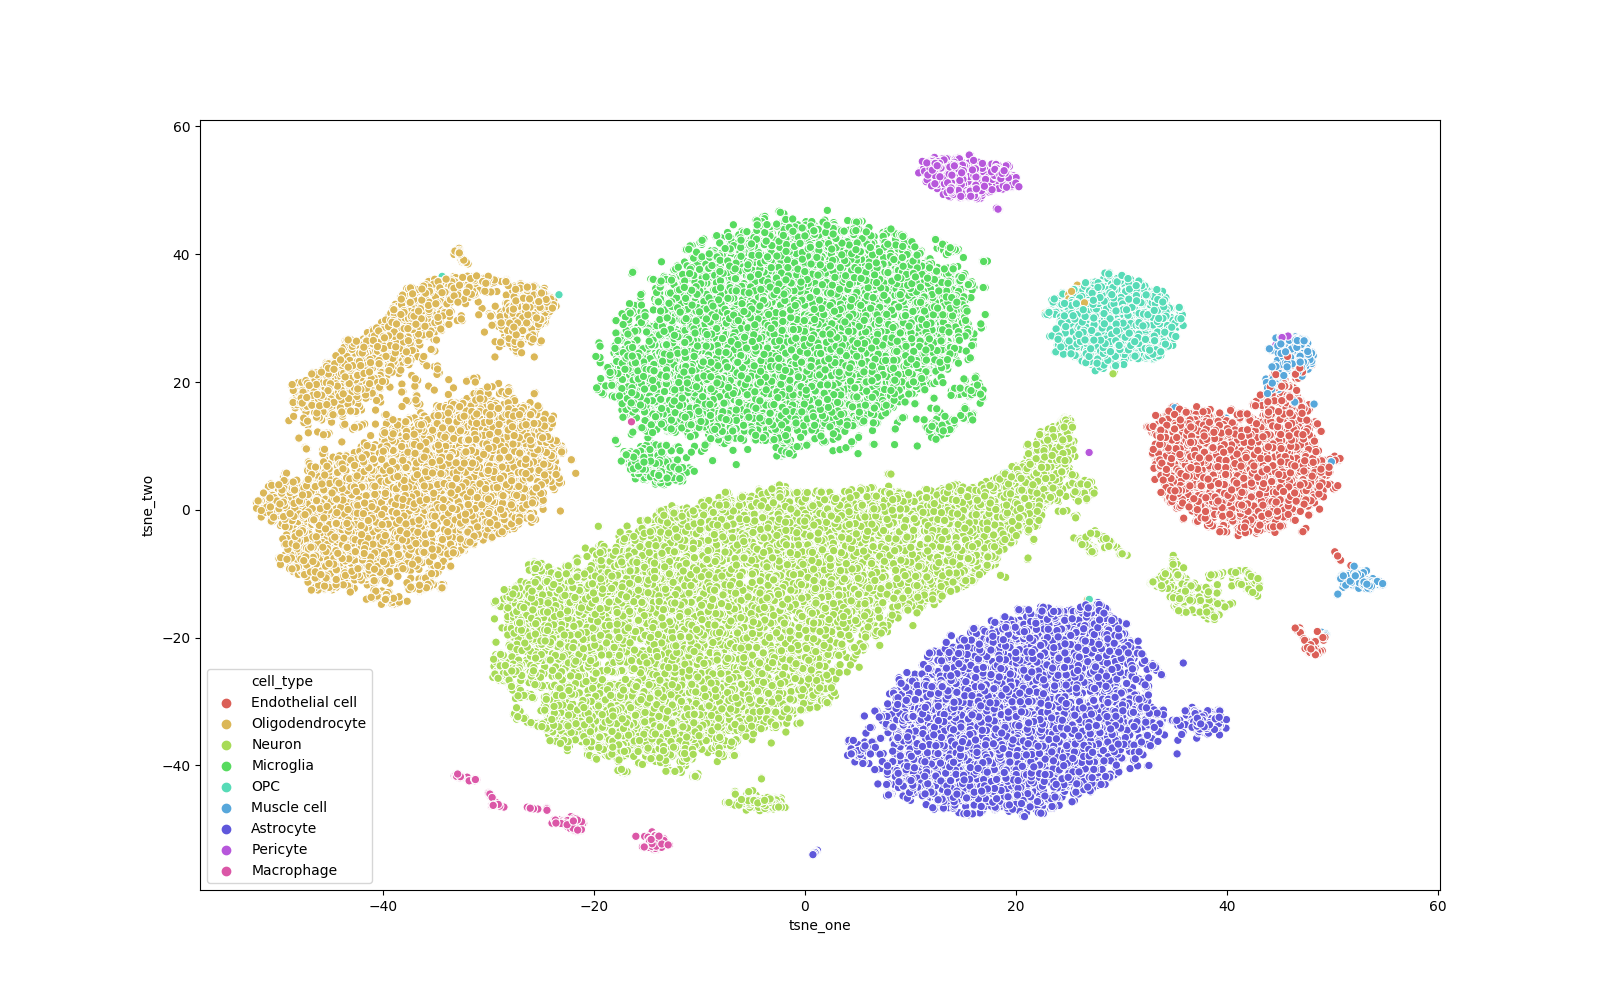 60
40
20
0
−20
−40
tsne_two
cell_type
Endothelial cell
Oligodendrocyte
Neuron
Microglia
OPC
Muscle cell
Astrocyte
Pericyte
Macrophage
−40
−20
0
20
40
60
tsne_one